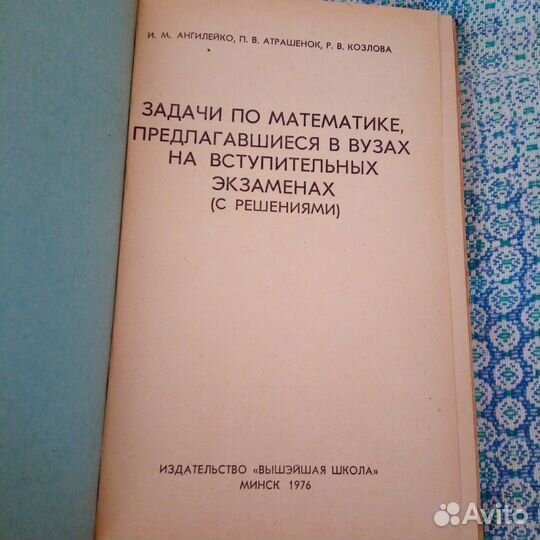 И. М. АНГИЛЕЙКО, П. В. АТРАШЕНОК, Р. В. КОЗЛОВА
ЗАДАЧИ ПО МАТЕМАТИКЕ,
ПРЕДЛАГАВШИЕСЯ В ВУЗАХ
НА ВСТУПИТЕЛЬНЫХ
ЭКЗАМЕНАХ
(С РЕШЕНИЯМИ)
ИЗДАТЕЛЬСТВО «ВЫШЭЙШАЯ ШКОЛА»
МИНСК 1976
Avito